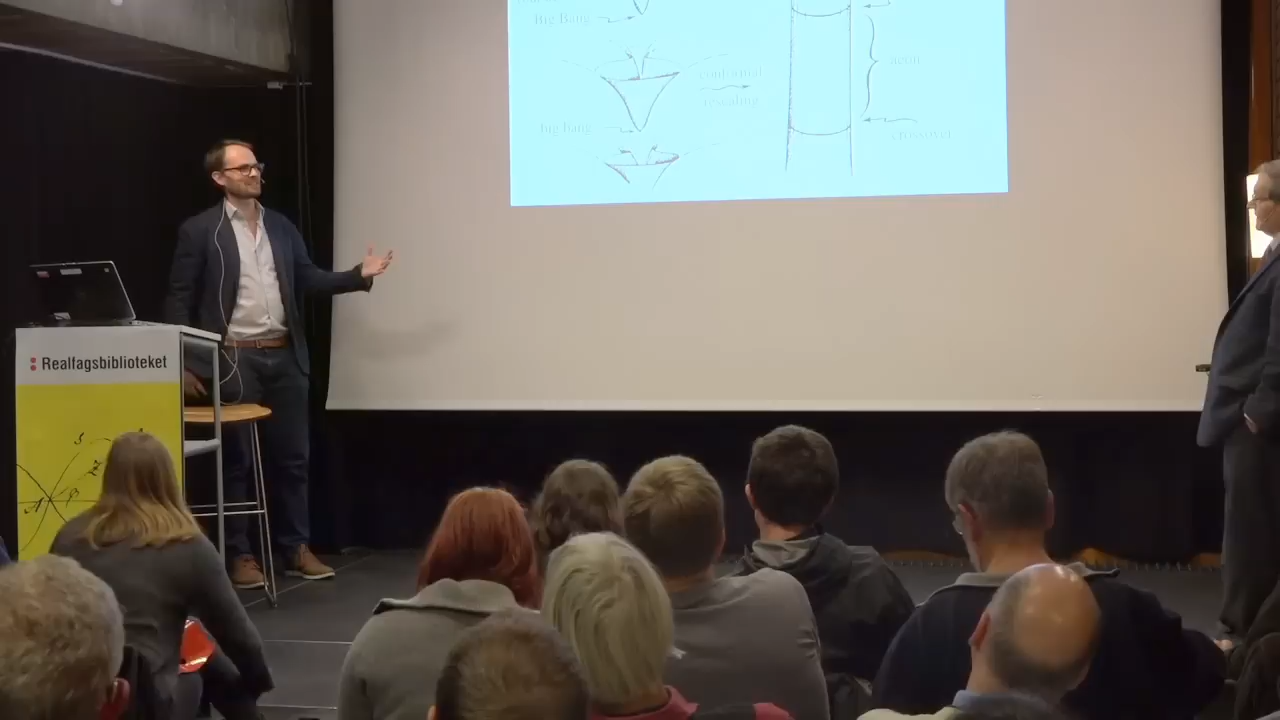 Big Bang
conformal
rescaling
aeon
big Bang
crossover
Realfagsbiblioteket